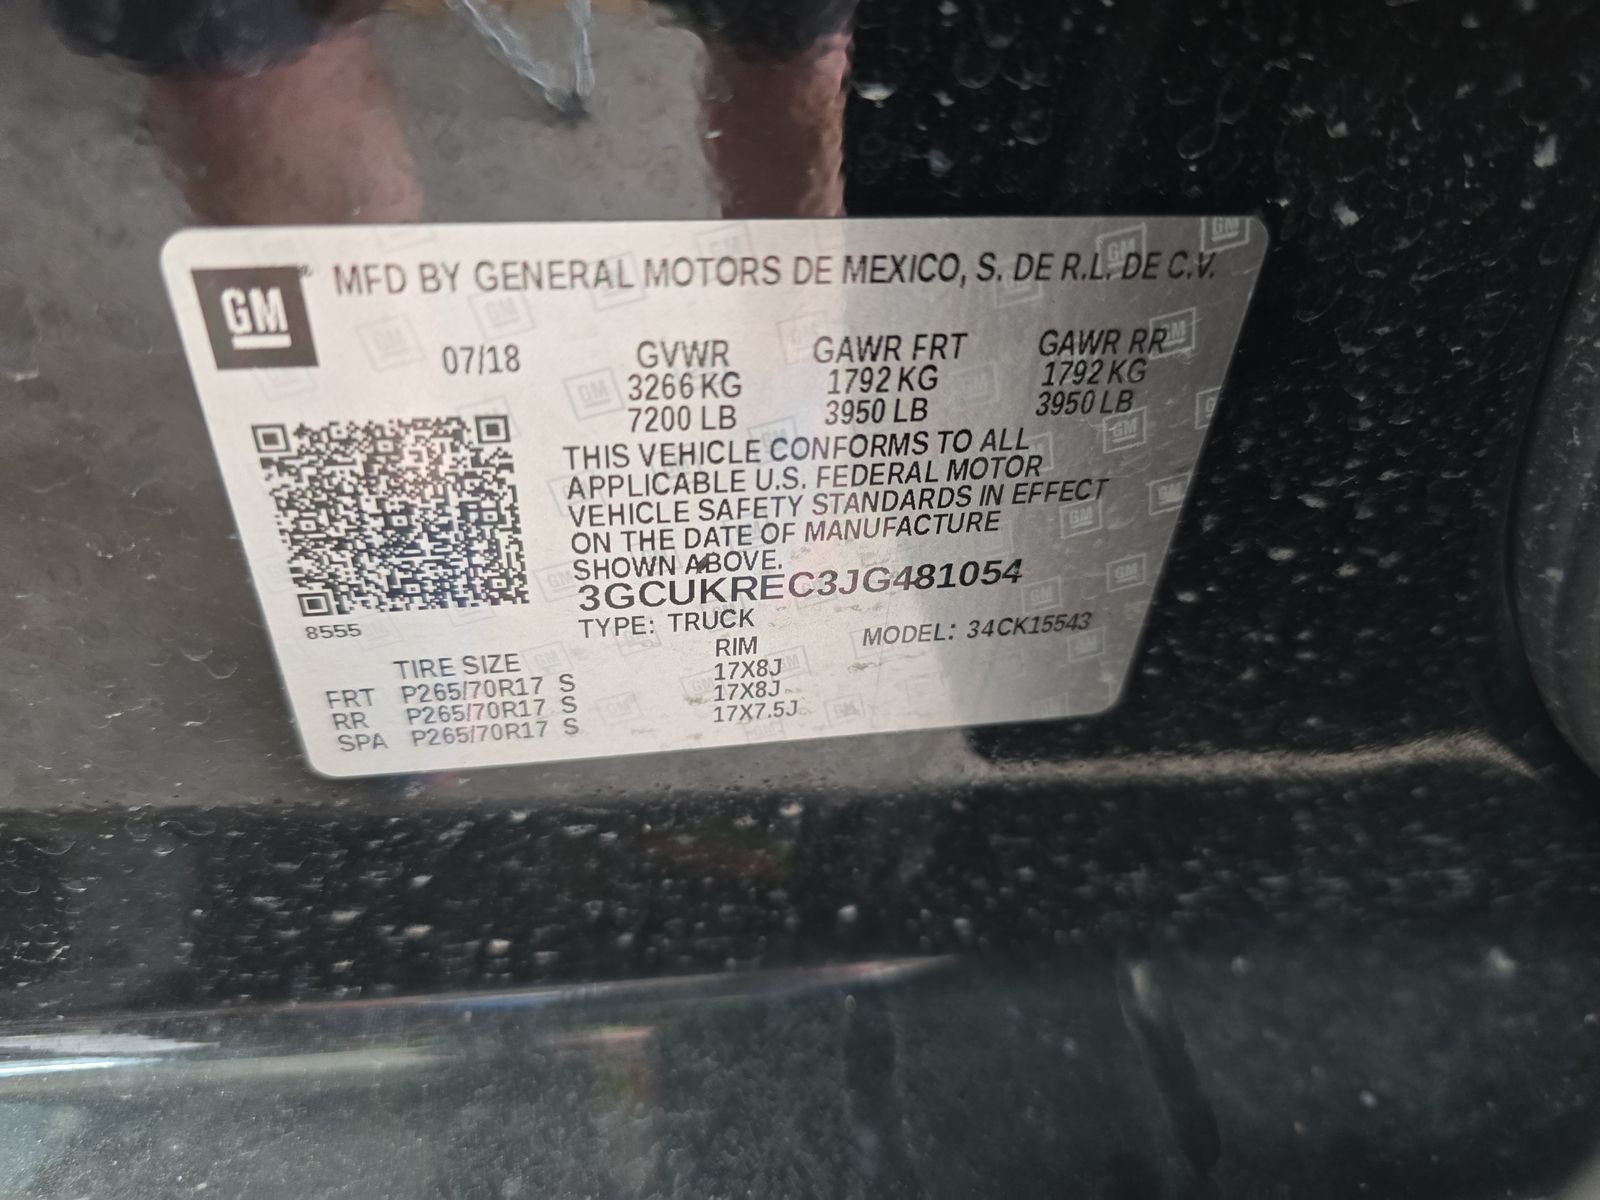 GM MFD BY GENERAL MOTORS DE MEXICO, S. DE R.L. DE C.V.
07/18 GVWR GAWR FRT GAWR RR
3266 KG 1792 KG 1792 KG
7200 LB 3950 LB 3950 LB
THIS VEHICLE CONFORMS TO ALL
APPLICABLE U.S. FEDERAL MOTOR
VEHICLE SAFETY STANDARDS IN EFFECT
ON THE DATE OF MANUFACTURE
SHOWN ABOVE.
3GCUKREC3JG481054
8555
TYPE: TRUCK MODEL: 34CK15543
TIRE SIZE RIM
FRT P265/70R17 S 17X8J
RR P265/70R17 S 17X8J
SPA P265/70R17 S 17X7.5J